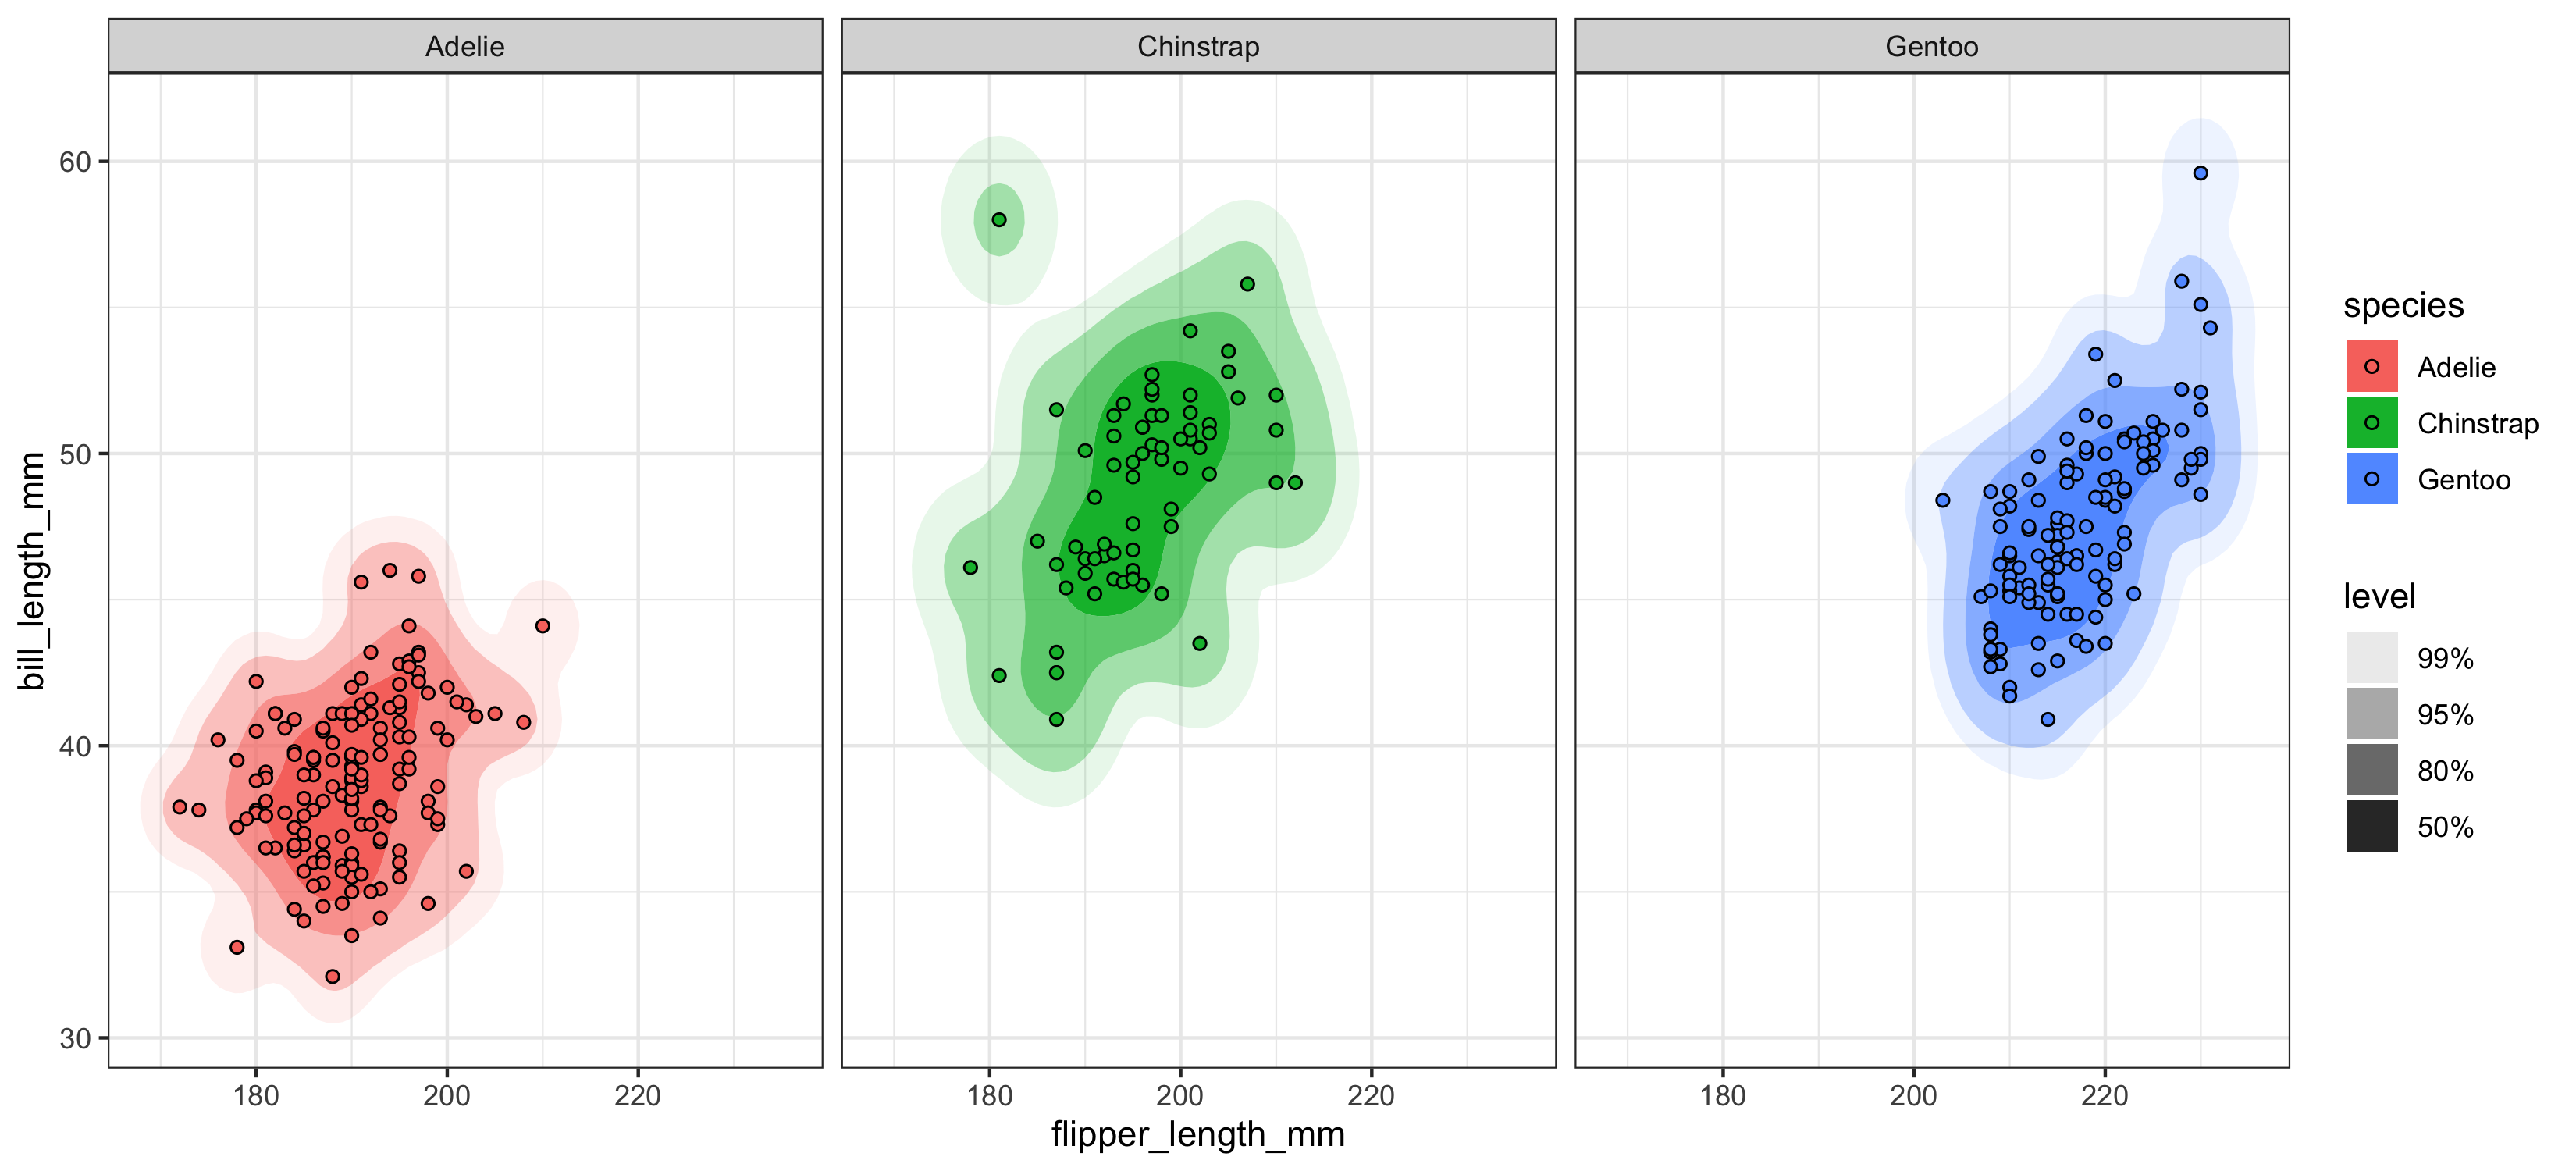 Adelie
Chinstrap
Gentoo
60
50
40
30
bill_length_mm
180
200
220
180
200
220
180
200
220
flipper_length_mm
species
Adelie
Chinstrap
Gentoo
level
99%
95%
80%
50%